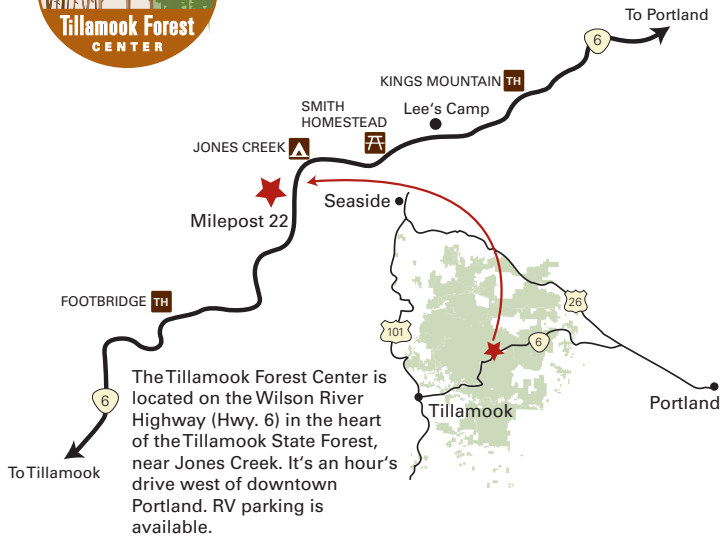 Tillamook Forest
CENTER
To Portland
6
KINGS MOUNTAIN TH
SMITH
HOMESTEAD
Lee's Camp
JONES CREEK
Milepost 22
Seaside
FOOTBRIDGE TH
101
26
6
6
Tillamook
Portland
To Tillamook
The Tillamook Forest Center is
located on the Wilson River
Highway (Hwy. 6) in the heart
of the Tillamook State Forest,
near Jones Creek. It's an hour's
drive west of downtown
Portland. RV parking is
available.